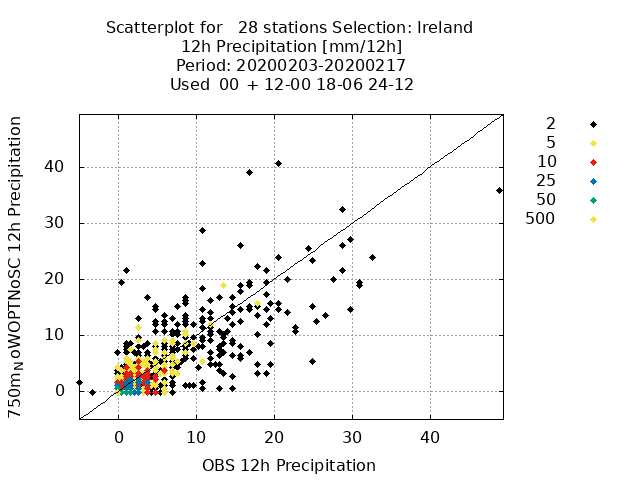 Scatterplot for   28 stations Selection: Ireland
12h Precipitation [mm/12h]
Period: 20200203-20200217
Used  00 + 12-00 18-06 24-12
2
5
10
25
50
500
750mNoWOPTNoSC 12h Precipitation
40
30
20
10
0
0 10 20 30 40
OBS 12h Precipitation